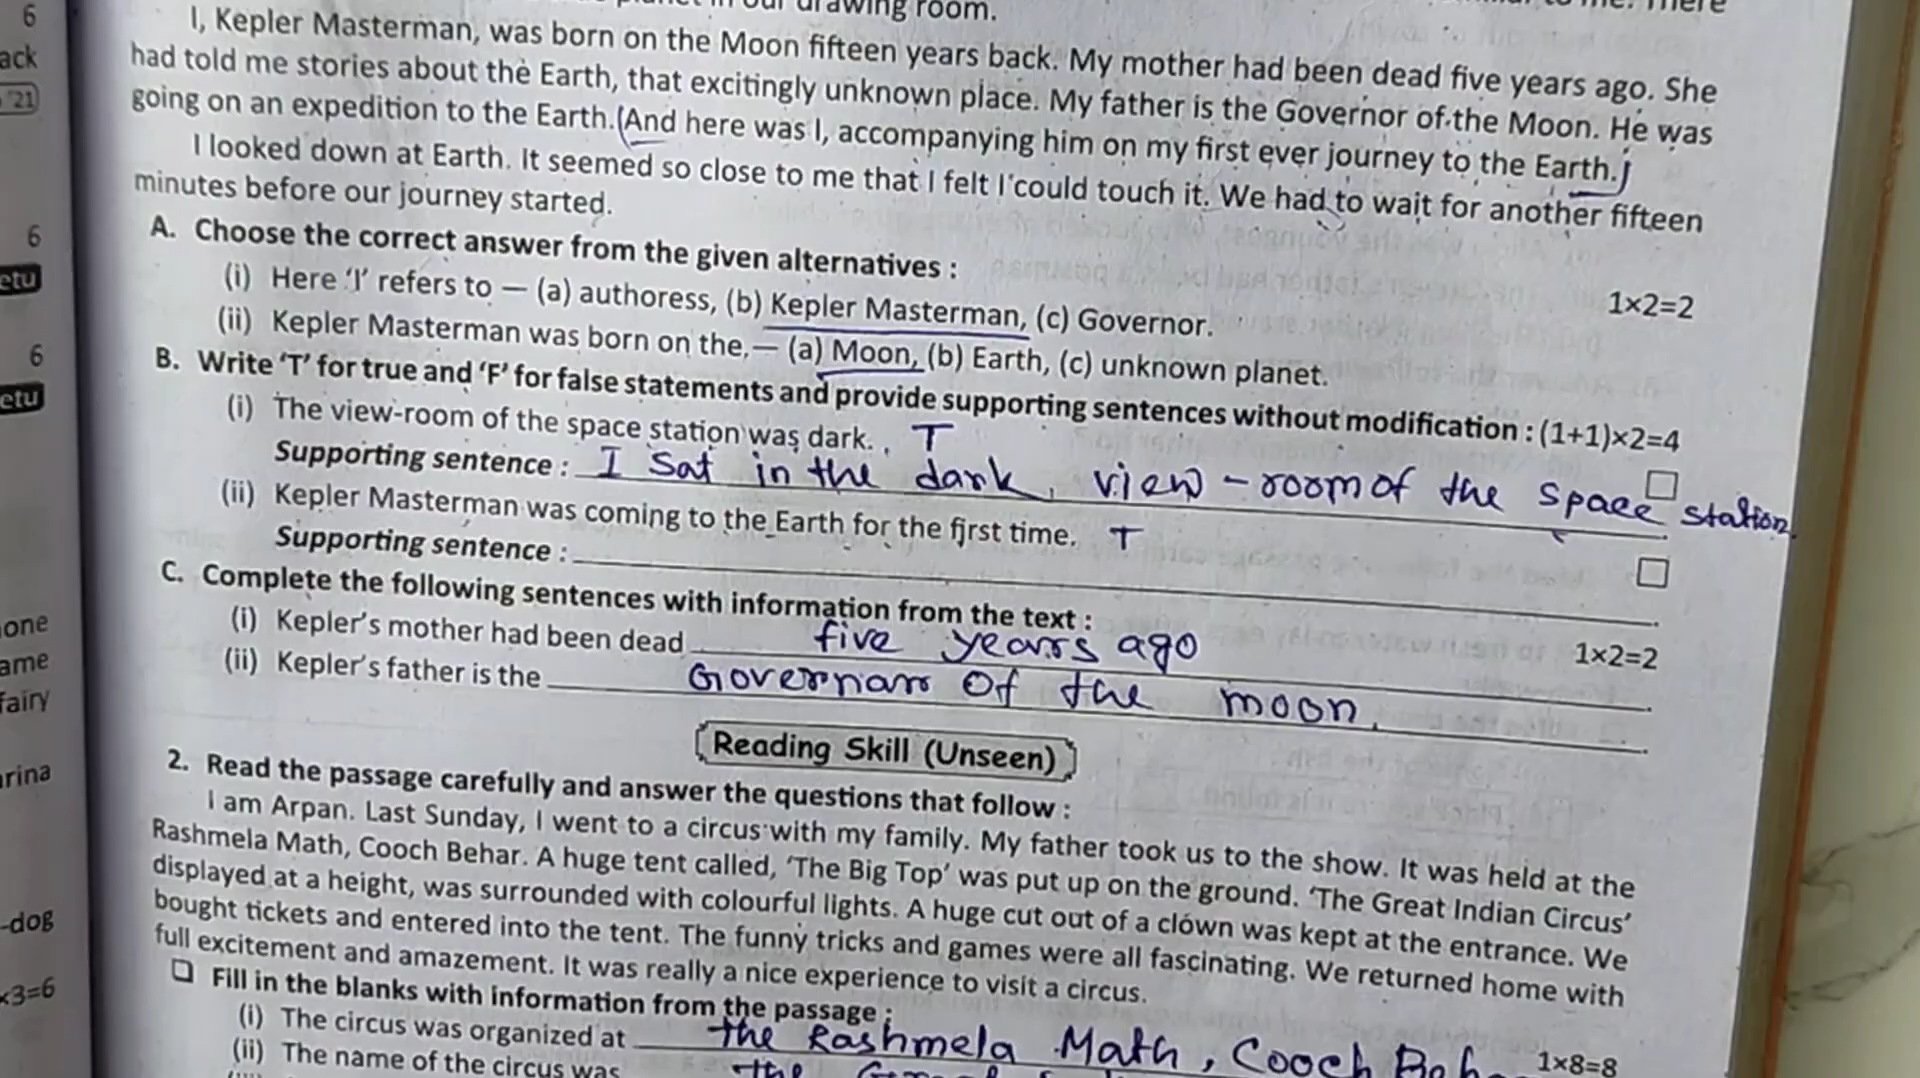 drawing room.
I, Kepler Masterman, was born on the Moon fifteen years back. My mother had been dead five years ago. She
had told me stories about the Earth, that excitingly unknown place. My father is the Governor of the Moon. He was
going on an expedition to the Earth. (And here was I, accompanying him on my first ever journey to the Earth.)
I looked down at Earth. It seemed so close to me that I felt I could touch it. We had to wait for another fifteen
minutes before our journey started.
A. Choose the correct answer from the given alternatives : 1×2=2
(i) Here 'I' refers to — (a) authoress, (b) Kepler Masterman, (c) Governor.
(ii) Kepler Masterman was born on the, — (a) Moon, (b) Earth, (c) unknown planet.
B. Write 'T' for true and 'F' for false statements and provide supporting sentences without modification : (1+1)×2=4
(i) The view-room of the space station was dark. T
Supporting sentence : I sat in the dark view-room of the space station.
(ii) Kepler Masterman was coming to the Earth for the first time. T
Supporting sentence :
C. Complete the following sentences with information from the text : 1×2=2
(i) Kepler's mother had been dead five years ago
(ii) Kepler's father is the Governar of the moon.
Reading Skill (Unseen)
2. Read the passage carefully and answer the questions that follow :
I am Arpan. Last Sunday, I went to a circus with my family. My father took us to the show. It was held at the
Rashmela Math, Cooch Behar. A huge tent called, 'The Big Top' was put up on the ground. 'The Great Indian Circus'
displayed at a height, was surrounded with colourful lights. A huge cut out of a clown was kept at the entrance. We
bought tickets and entered into the tent. The funny tricks and games were all fascinating. We returned home with
full excitement and amazement. It was really a nice experience to visit a circus.
Fill in the blanks with information from the passage : 1×8=8
(i) The circus was organized at the Rashmela Math, Cooch
(ii) The name of the circus was the
6
ack
'21
6
etu
6
etu
one
ame
fairy
rina
-dog
×3=6